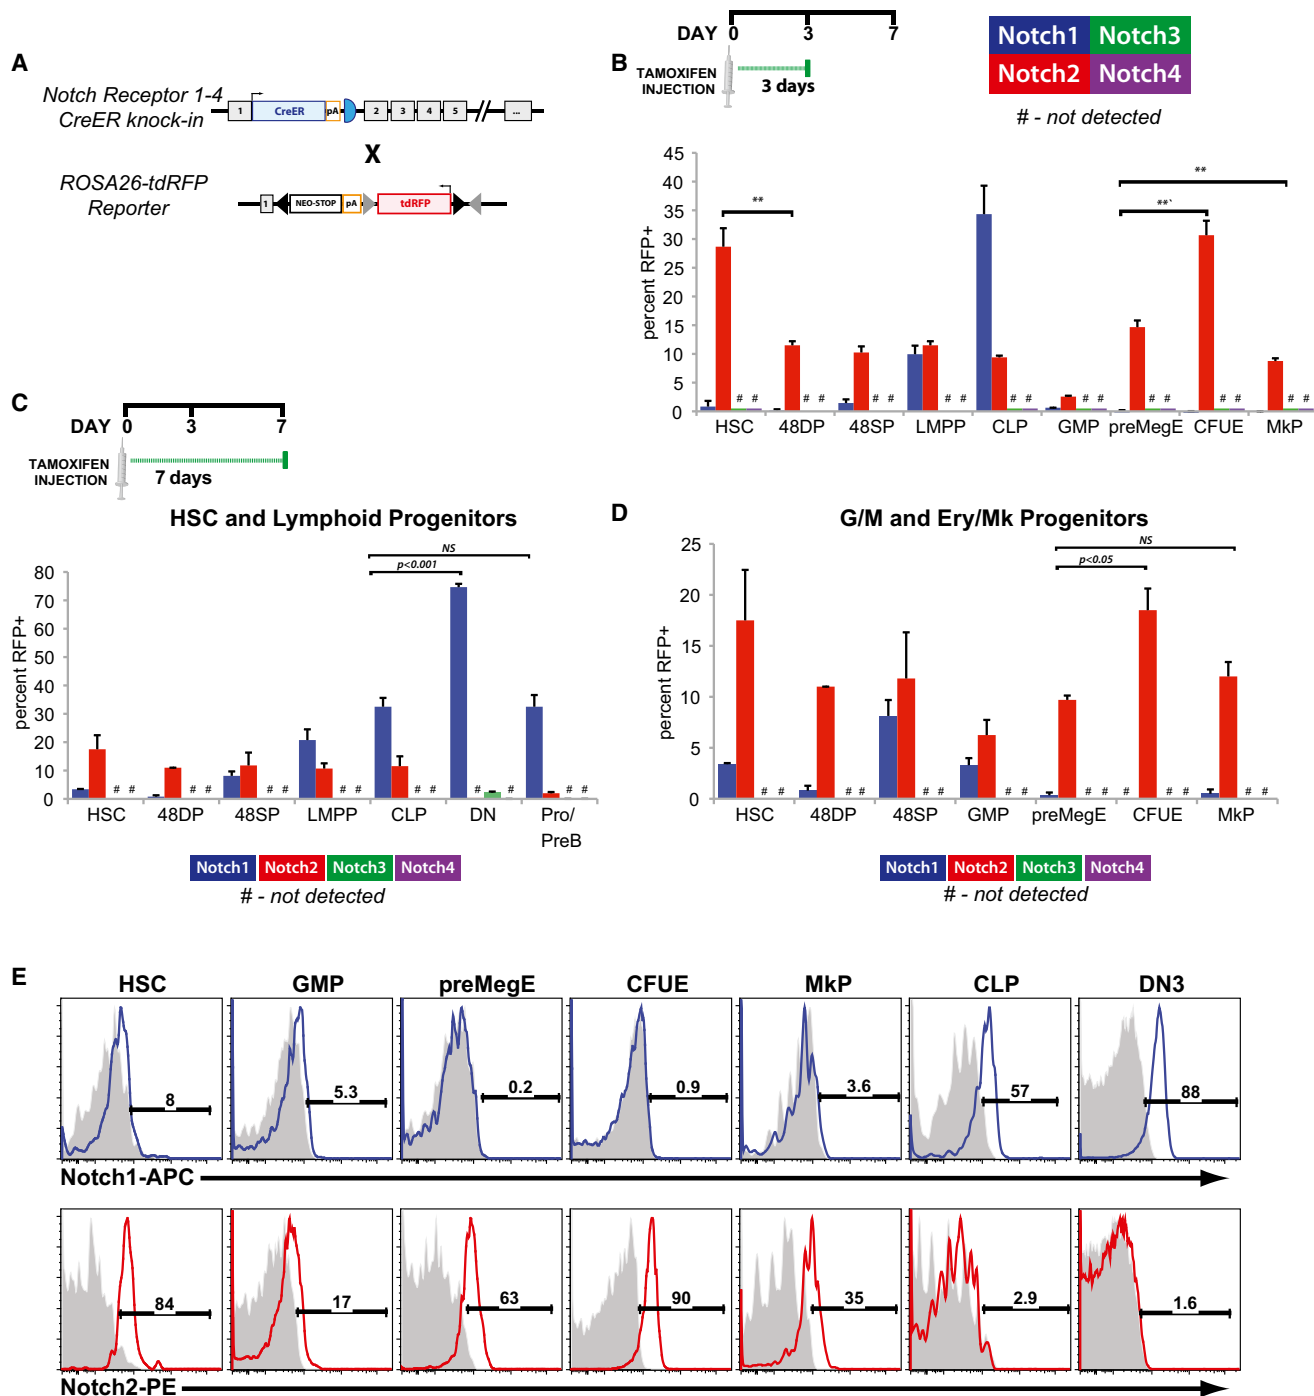 A
Notch Receptor 1-4
CreER knock-in
1 CreER pA 2 3 4 5 ...
X
ROSA26-tdRFP
Reporter
1 NEO-STOP pA tdRFP
B
DAY 0 3 7
TAMOXIFEN
INJECTION
3 days
Notch1 Notch3
Notch2 Notch4
# - not detected
percent RFP+
45
40
35
30
25
20
15
10
5
0
**
**
**`
# # # # # # # # # # # # # # # # # #
HSC 48DP 48SP LMPP CLP GMP preMegE CFUE MkP
C
DAY 0 3 7
TAMOXIFEN
INJECTION
7 days
HSC and Lymphoid Progenitors
percent RFP+
80
70
60
50
40
30
20
10
0
NS
p<0.001
# # # # # # # # # # # # # #
HSC 48DP 48SP LMPP CLP DN Pro/
PreB
Notch1 Notch2 Notch3 Notch4
# - not detected
D
G/M and Ery/Mk Progenitors
percent RFP+
25
20
15
10
5
0
NS
p<0.05
# # # # # # # # # # # # # # #
HSC 48DP 48SP GMP preMegE CFUE MkP
Notch1 Notch2 Notch3 Notch4
# - not detected
E
HSC GMP preMegE CFUE MkP CLP DN3
8 5.3 0.2 0.9 3.6 57 88
Notch1-APC
84 17 63 90 35 2.9 1.6
Notch2-PE